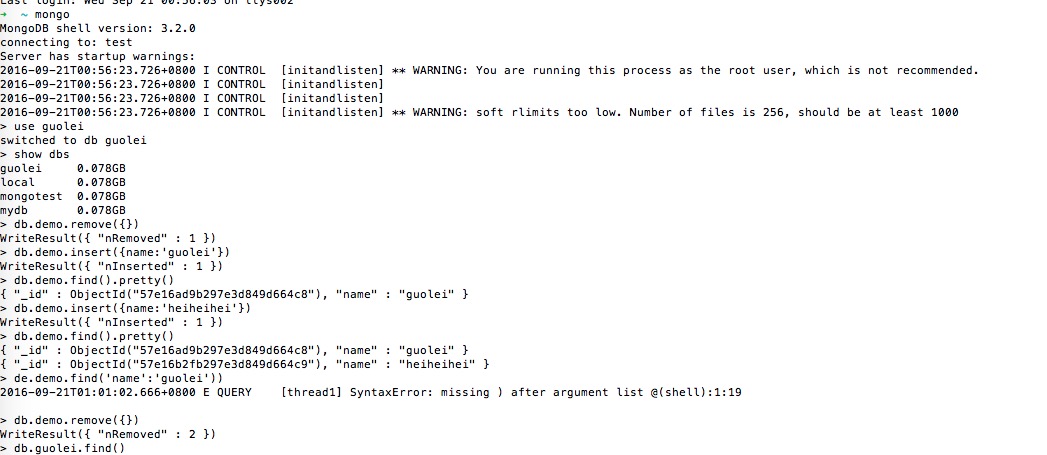 Last login: Wed Sep 21 00:56:03 on ttys002
➜  ~ mongo
MongoDB shell version: 3.2.0
connecting to: test
Server has startup warnings:
2016-09-21T00:56:23.726+0800 I CONTROL  [initandlisten] ** WARNING: You are running this process as the root user, which is not recommended.
2016-09-21T00:56:23.726+0800 I CONTROL  [initandlisten]
2016-09-21T00:56:23.726+0800 I CONTROL  [initandlisten]
2016-09-21T00:56:23.726+0800 I CONTROL  [initandlisten] ** WARNING: soft rlimits too low. Number of files is 256, should be at least 1000
> use guolei
switched to db guolei
> show dbs
guolei     0.078GB
local      0.078GB
mongotest  0.078GB
mydb       0.078GB
> db.demo.remove({})
WriteResult({ "nRemoved" : 1 })
> db.demo.insert({name:'guolei'})
WriteResult({ "nInserted" : 1 })
> db.demo.find().pretty()
{ "_id" : ObjectId("57e16ad9b297e3d849d664c8"), "name" : "guolei" }
> db.demo.insert({name:'heiheihei'})
WriteResult({ "nInserted" : 1 })
> db.demo.find().pretty()
{ "_id" : ObjectId("57e16ad9b297e3d849d664c8"), "name" : "guolei" }
{ "_id" : ObjectId("57e16b2fb297e3d849d664c9"), "name" : "heiheihei" }
> de.demo.find('name':'guolei'))
2016-09-21T01:01:02.666+0800 E QUERY    [thread1] SyntaxError: missing ) after argument list @(shell):1:19
> db.demo.remove({})
WriteResult({ "nRemoved" : 2 })
> db.guolei.find()